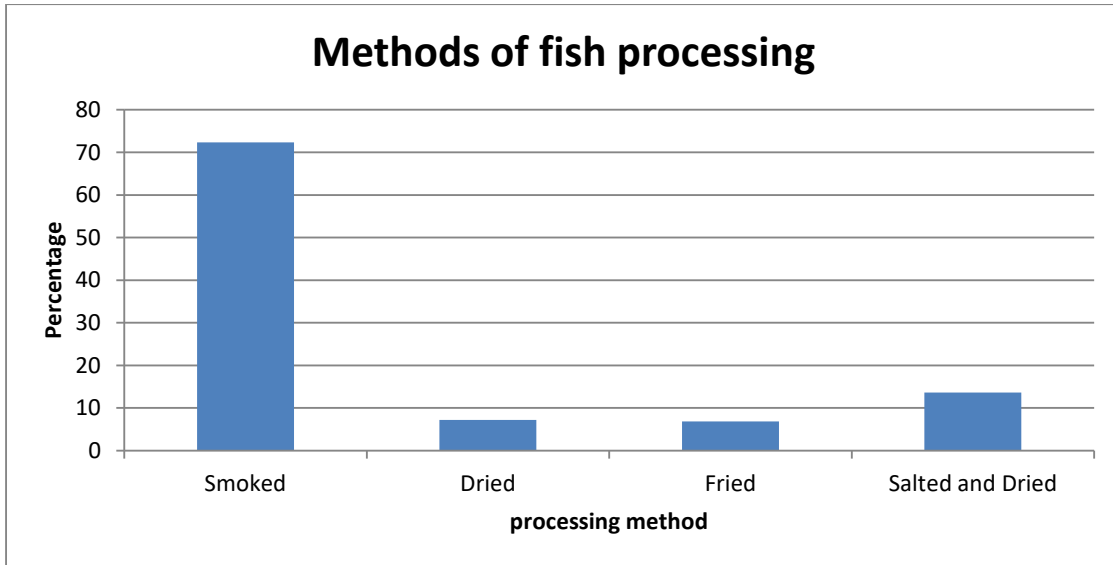 Methods of fish processing
80
70
60
50
40
30
20
10
0
Percentage
Smoked Dried Fried Salted and Dried
processing method